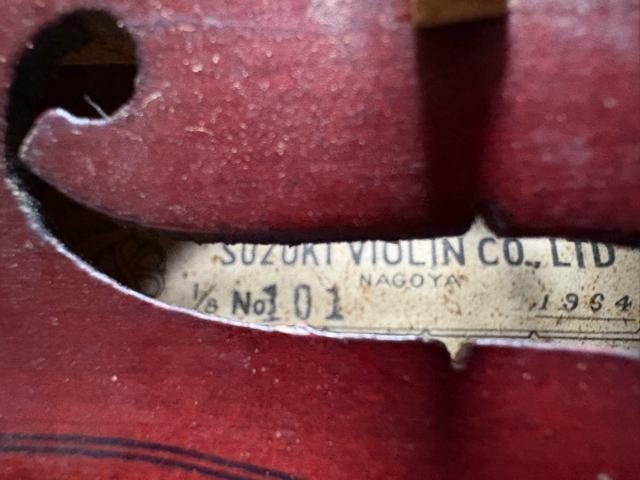 SUZUKI VIOLIN CO., LTD
NAGOYA
1/8 No 101 1964